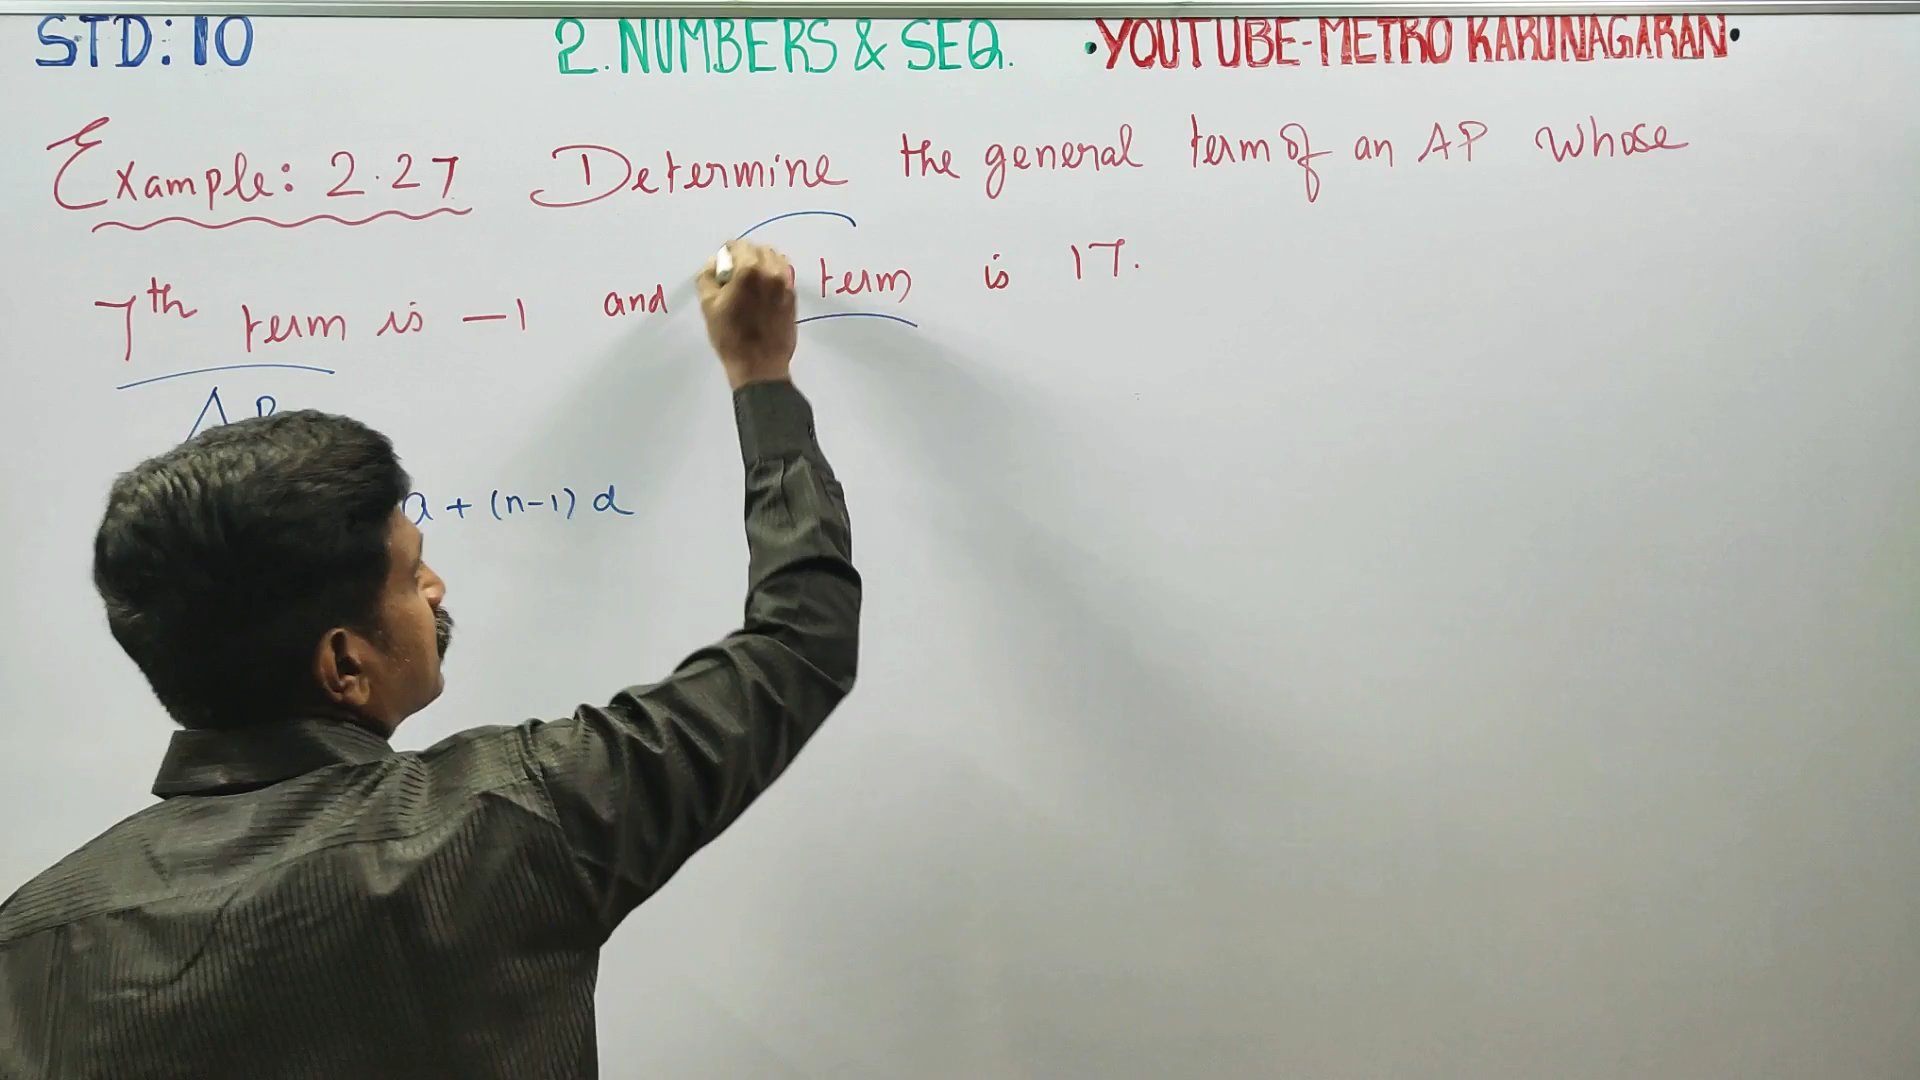 STD: 10 2. NUMBERS & SEQ. •YOUTUBE-METRO KARUNAGARAN•
Example: 2.27 Determine the general term of an AP whose
7th term is -1 and term is 17.
a + (n-1) d